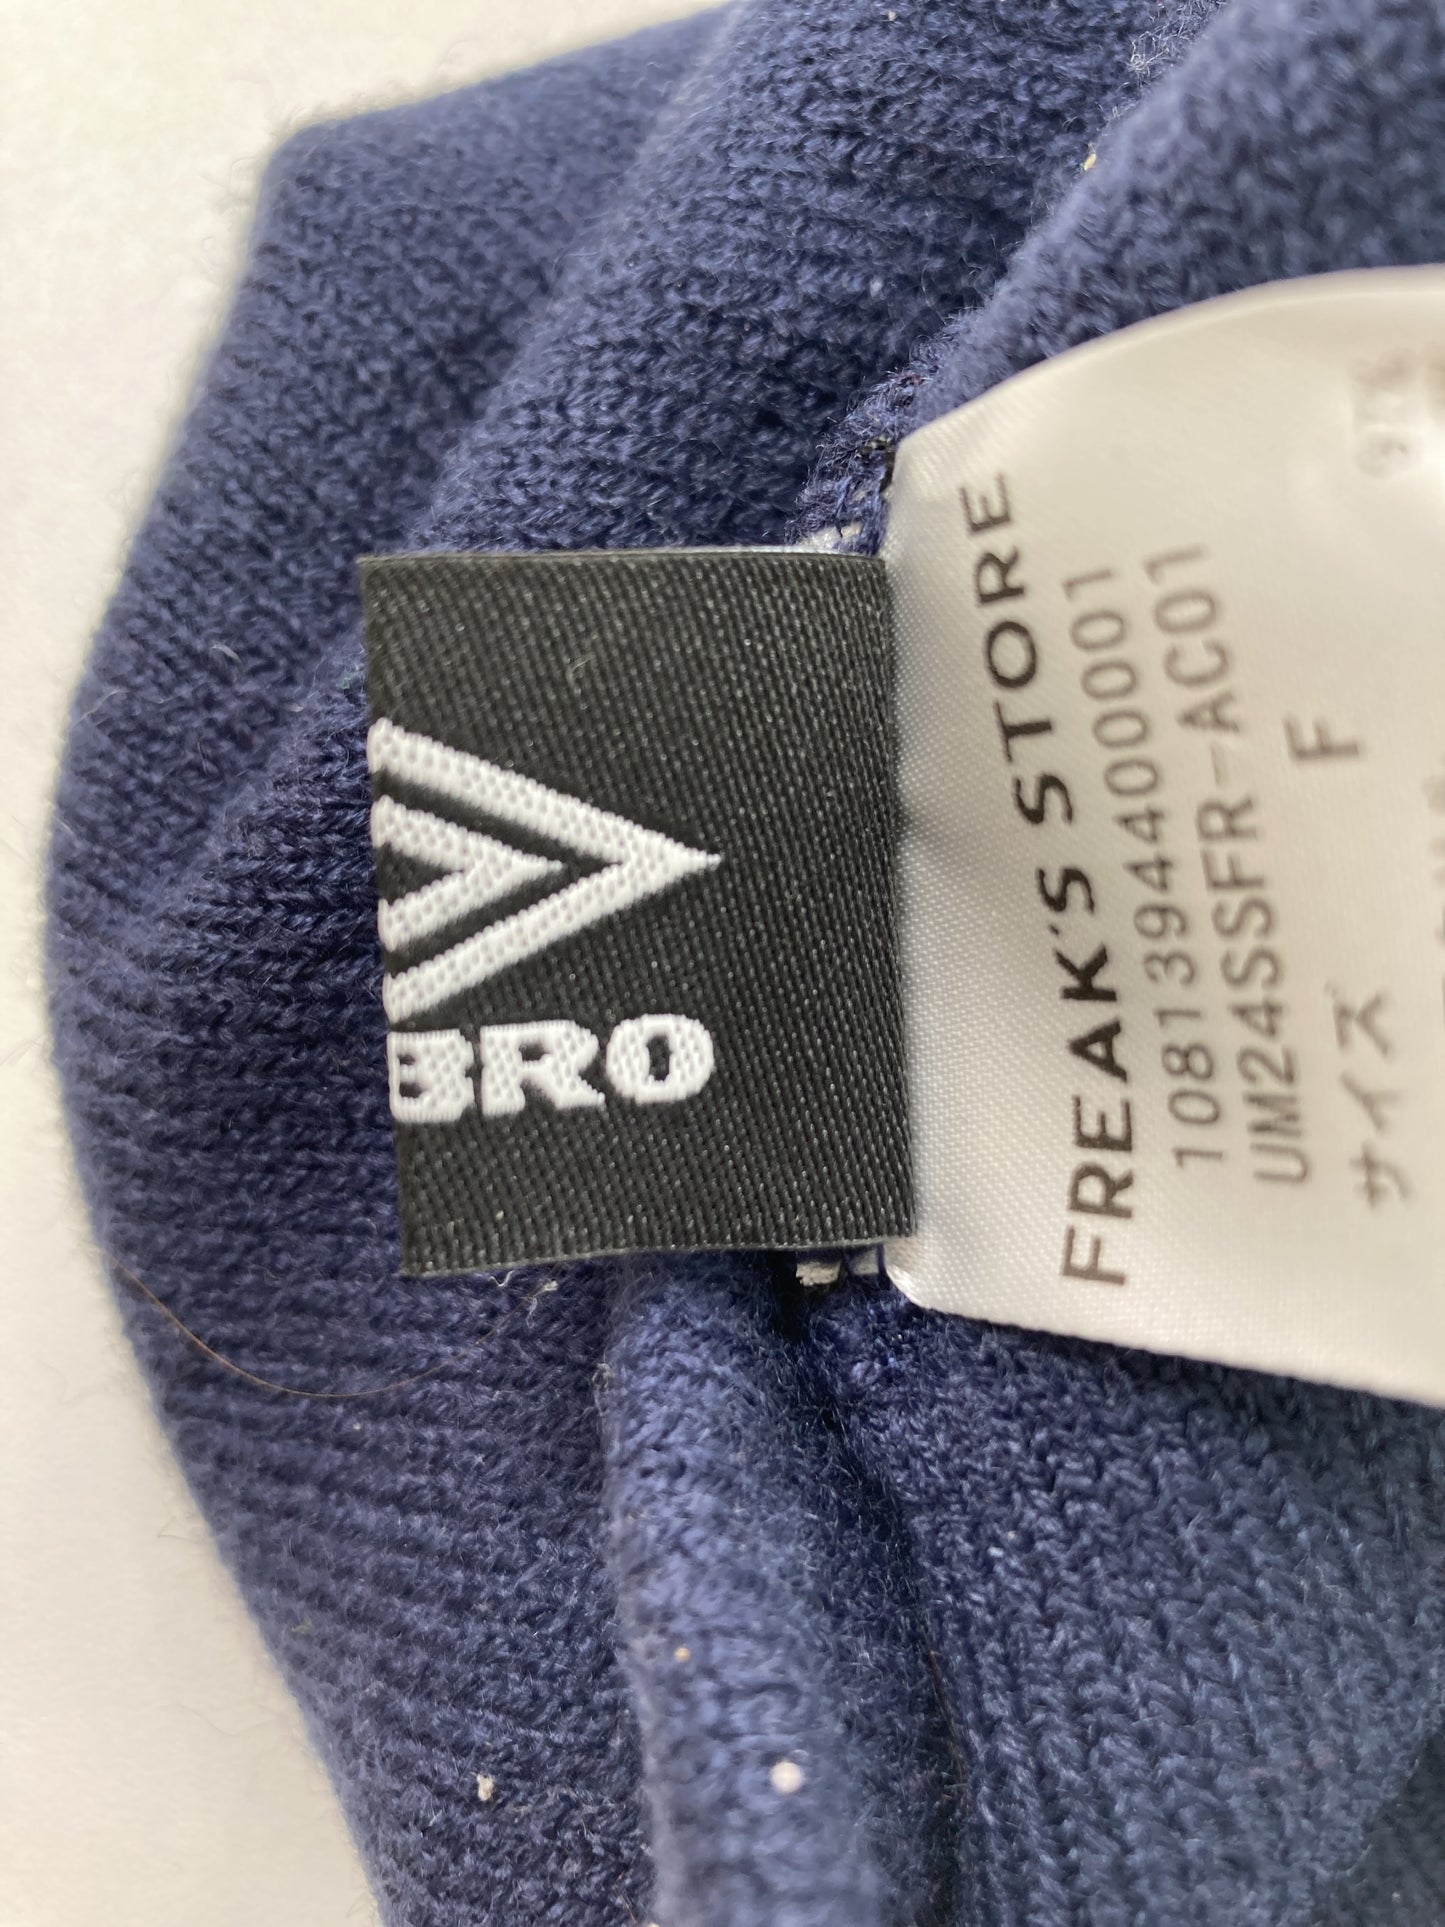 BRO
FREAK'S STORE
1081394400001
UM24SSFR-AC01
サイズ F